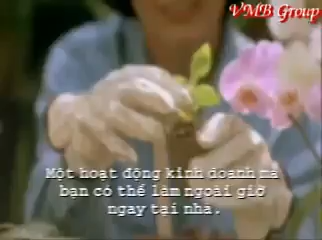 VMB Group
Một hoạt động kinh doanh mà
bạn có thể làm ngoài giờ
ngay tại nhà.